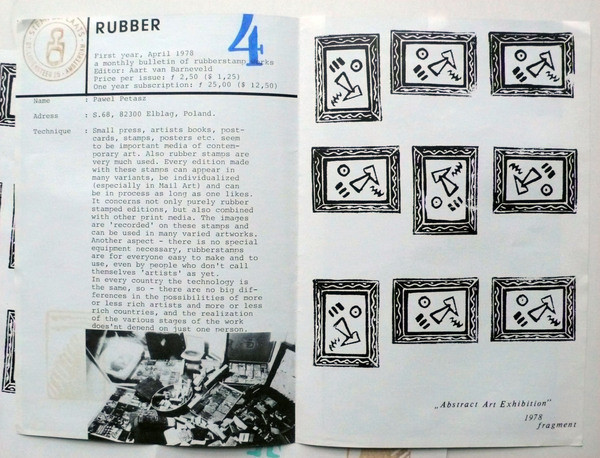 RUBBER
4
First year, April 1978
a monthly bulletin of rubberstamp works
Editor: Aart van Barneveld
Price per issue: ƒ 2,50 ($ 1,25)
One year subscription: ƒ 25,00 ($ 12,50)
Name : Pawel Petasz
Adress : S.68, 82300 Elblag, Poland.
Technique : Small press, artists books, post-
cards, stamps, posters etc. seem
to be important media of contem-
porary art. Also rubber stamps are
very much used. Every edition made
with these stamps can appear in
many variants, be individualized
(especially in Mail Art) and can
be in process as long as one likes.
It concerns not only purely rubber
stamped editions, but also combined
with other print media. The images
are 'recorded' on these stamps and
can be used in many varied artworks.
Another aspect - there is no special
equipment necessary, rubberstamns
are for everyone easy to make and to
use, even by people who don't call
themselves 'artists' as yet.
In every country the technology is
the same, so - there are no big dif-
ferences in the possibilities of more
or less rich artists and more or less
rich countries, and the realization
of the various stages of the work
does'nt depend on just one person.
„Abstract Art Exhibition"
1978
fragment